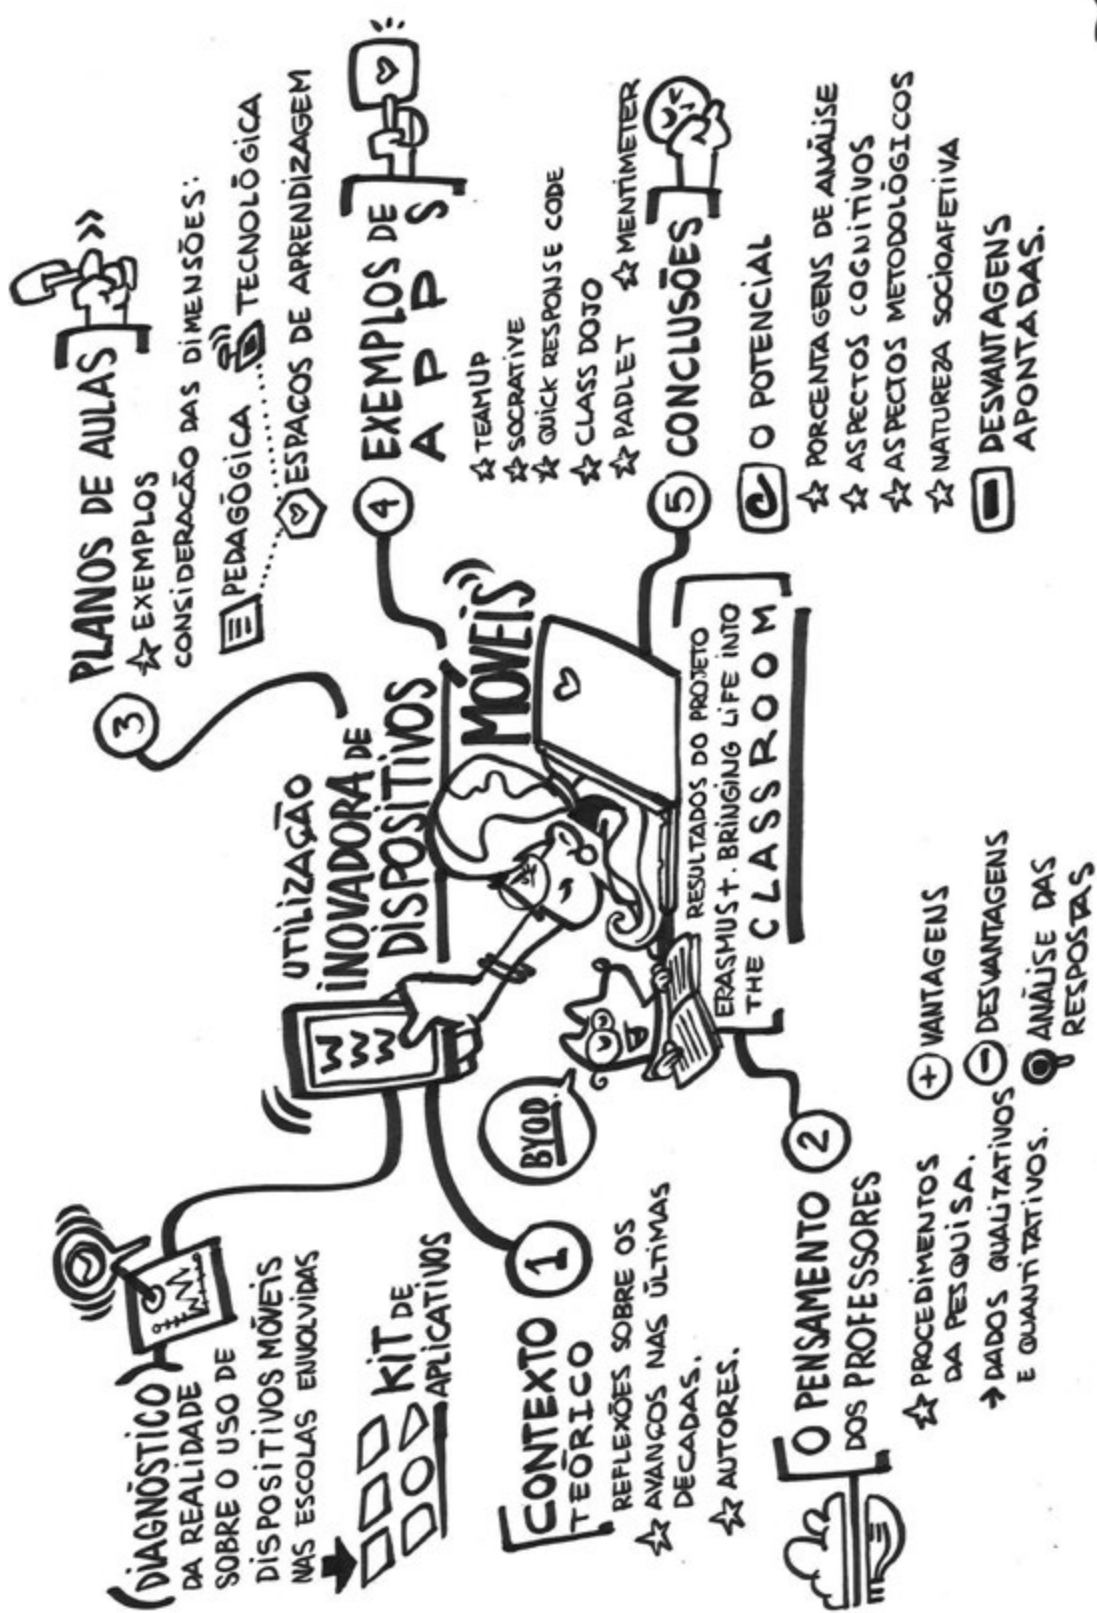 UTILIZAÇÃO
INOVADORA DE
DISPOSITIVOS
MOVEIS
WWW
WW
BYOD
RESULTADOS DO PROJETO
ERASMUS+. BRINGING LIFE INTO
THE CLASSROOM
(DIAGNÓSTICO)
DA REALIDADE
SOBRE O USO DE
DISPOSITIVOS MÓVEIS
NAS ESCOLAS ENVOLVIDAS
KIT DE
APLICATIVOS
1
CONTEXTO
TEÓRICO
REFLEXÕES SOBRE OS
AVANÇOS NAS ÚLTIMAS
DECADAS.
AUTORES.
2
O PENSAMENTO
DOS PROFESSORES
PROCEDIMENTOS
DA PESQUISA.
→ DADOS QUALITATIVOS
E QUANTITATIVOS.
+ VANTAGENS
- DESVANTAGENS
ANÁLISE DAS
RESPOSTAS
3
PLANOS DE AULAS
EXEMPLOS
CONSIDERAÇÃO DAS DIMENSÕES:
PEDAGÓGICA
TECNOLÓGICA
ESPACOS DE APRENDIZAGEM
4
EXEMPLOS DE
APPS
TEAMUP
SOCRATIVE
QUICK RESPONSE CODE
CLASS DOJO
PADLET
MENTIMETER
5
CONCLUSÕES
O POTENCIAL
PORCENTAGENS DE ANÁLISE
ASPECTOS COGNITIVOS
ASPECTOS METODOLÓGICOS
NATUREZA SOCIOAFETIVA
DESVANTAGENS
APONTADAS.